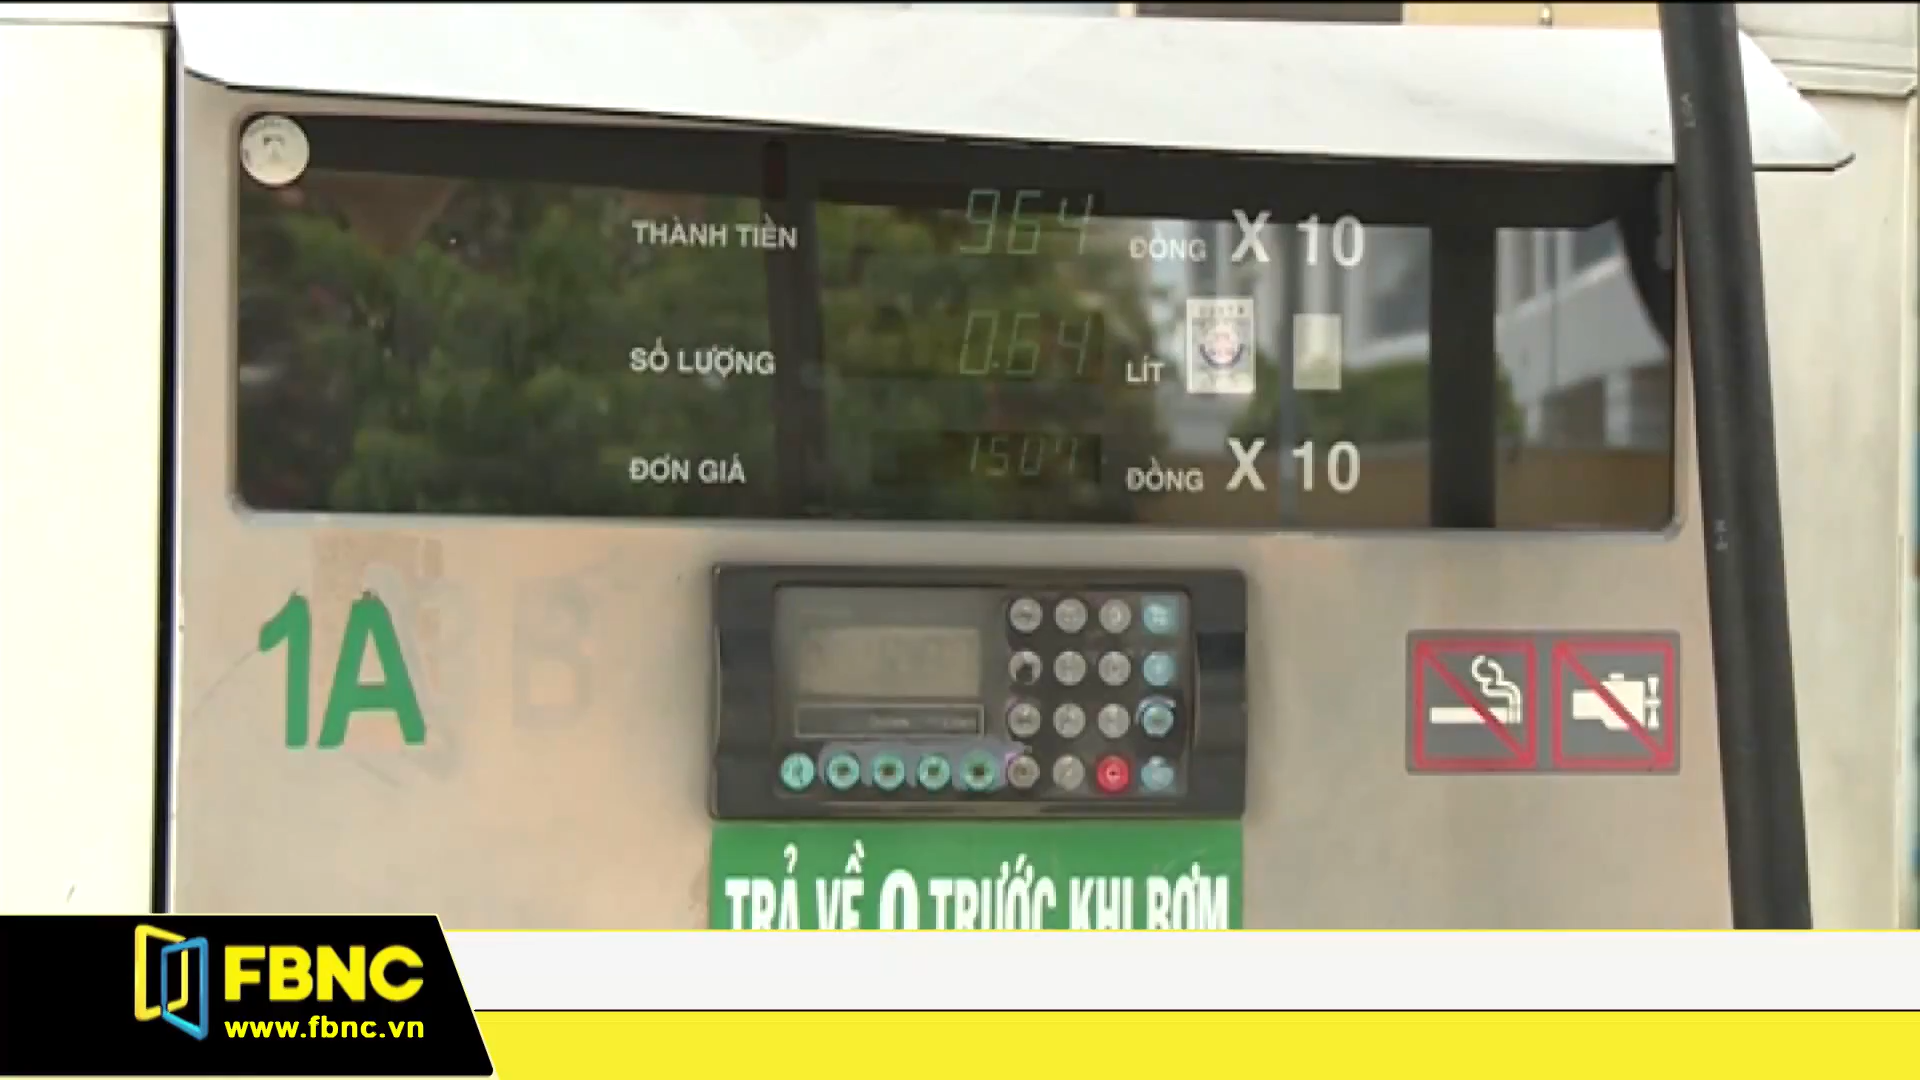 THÀNH TIỀN 964 ĐỒNG X 10
SỐ LƯỢNG 0.64 LÍT
ĐƠN GIÁ 1507 ĐỒNG X 10
1A
TRẢ VỀ 0 TRƯỚC KHI BƠM
FBNC
www.fbnc.vn